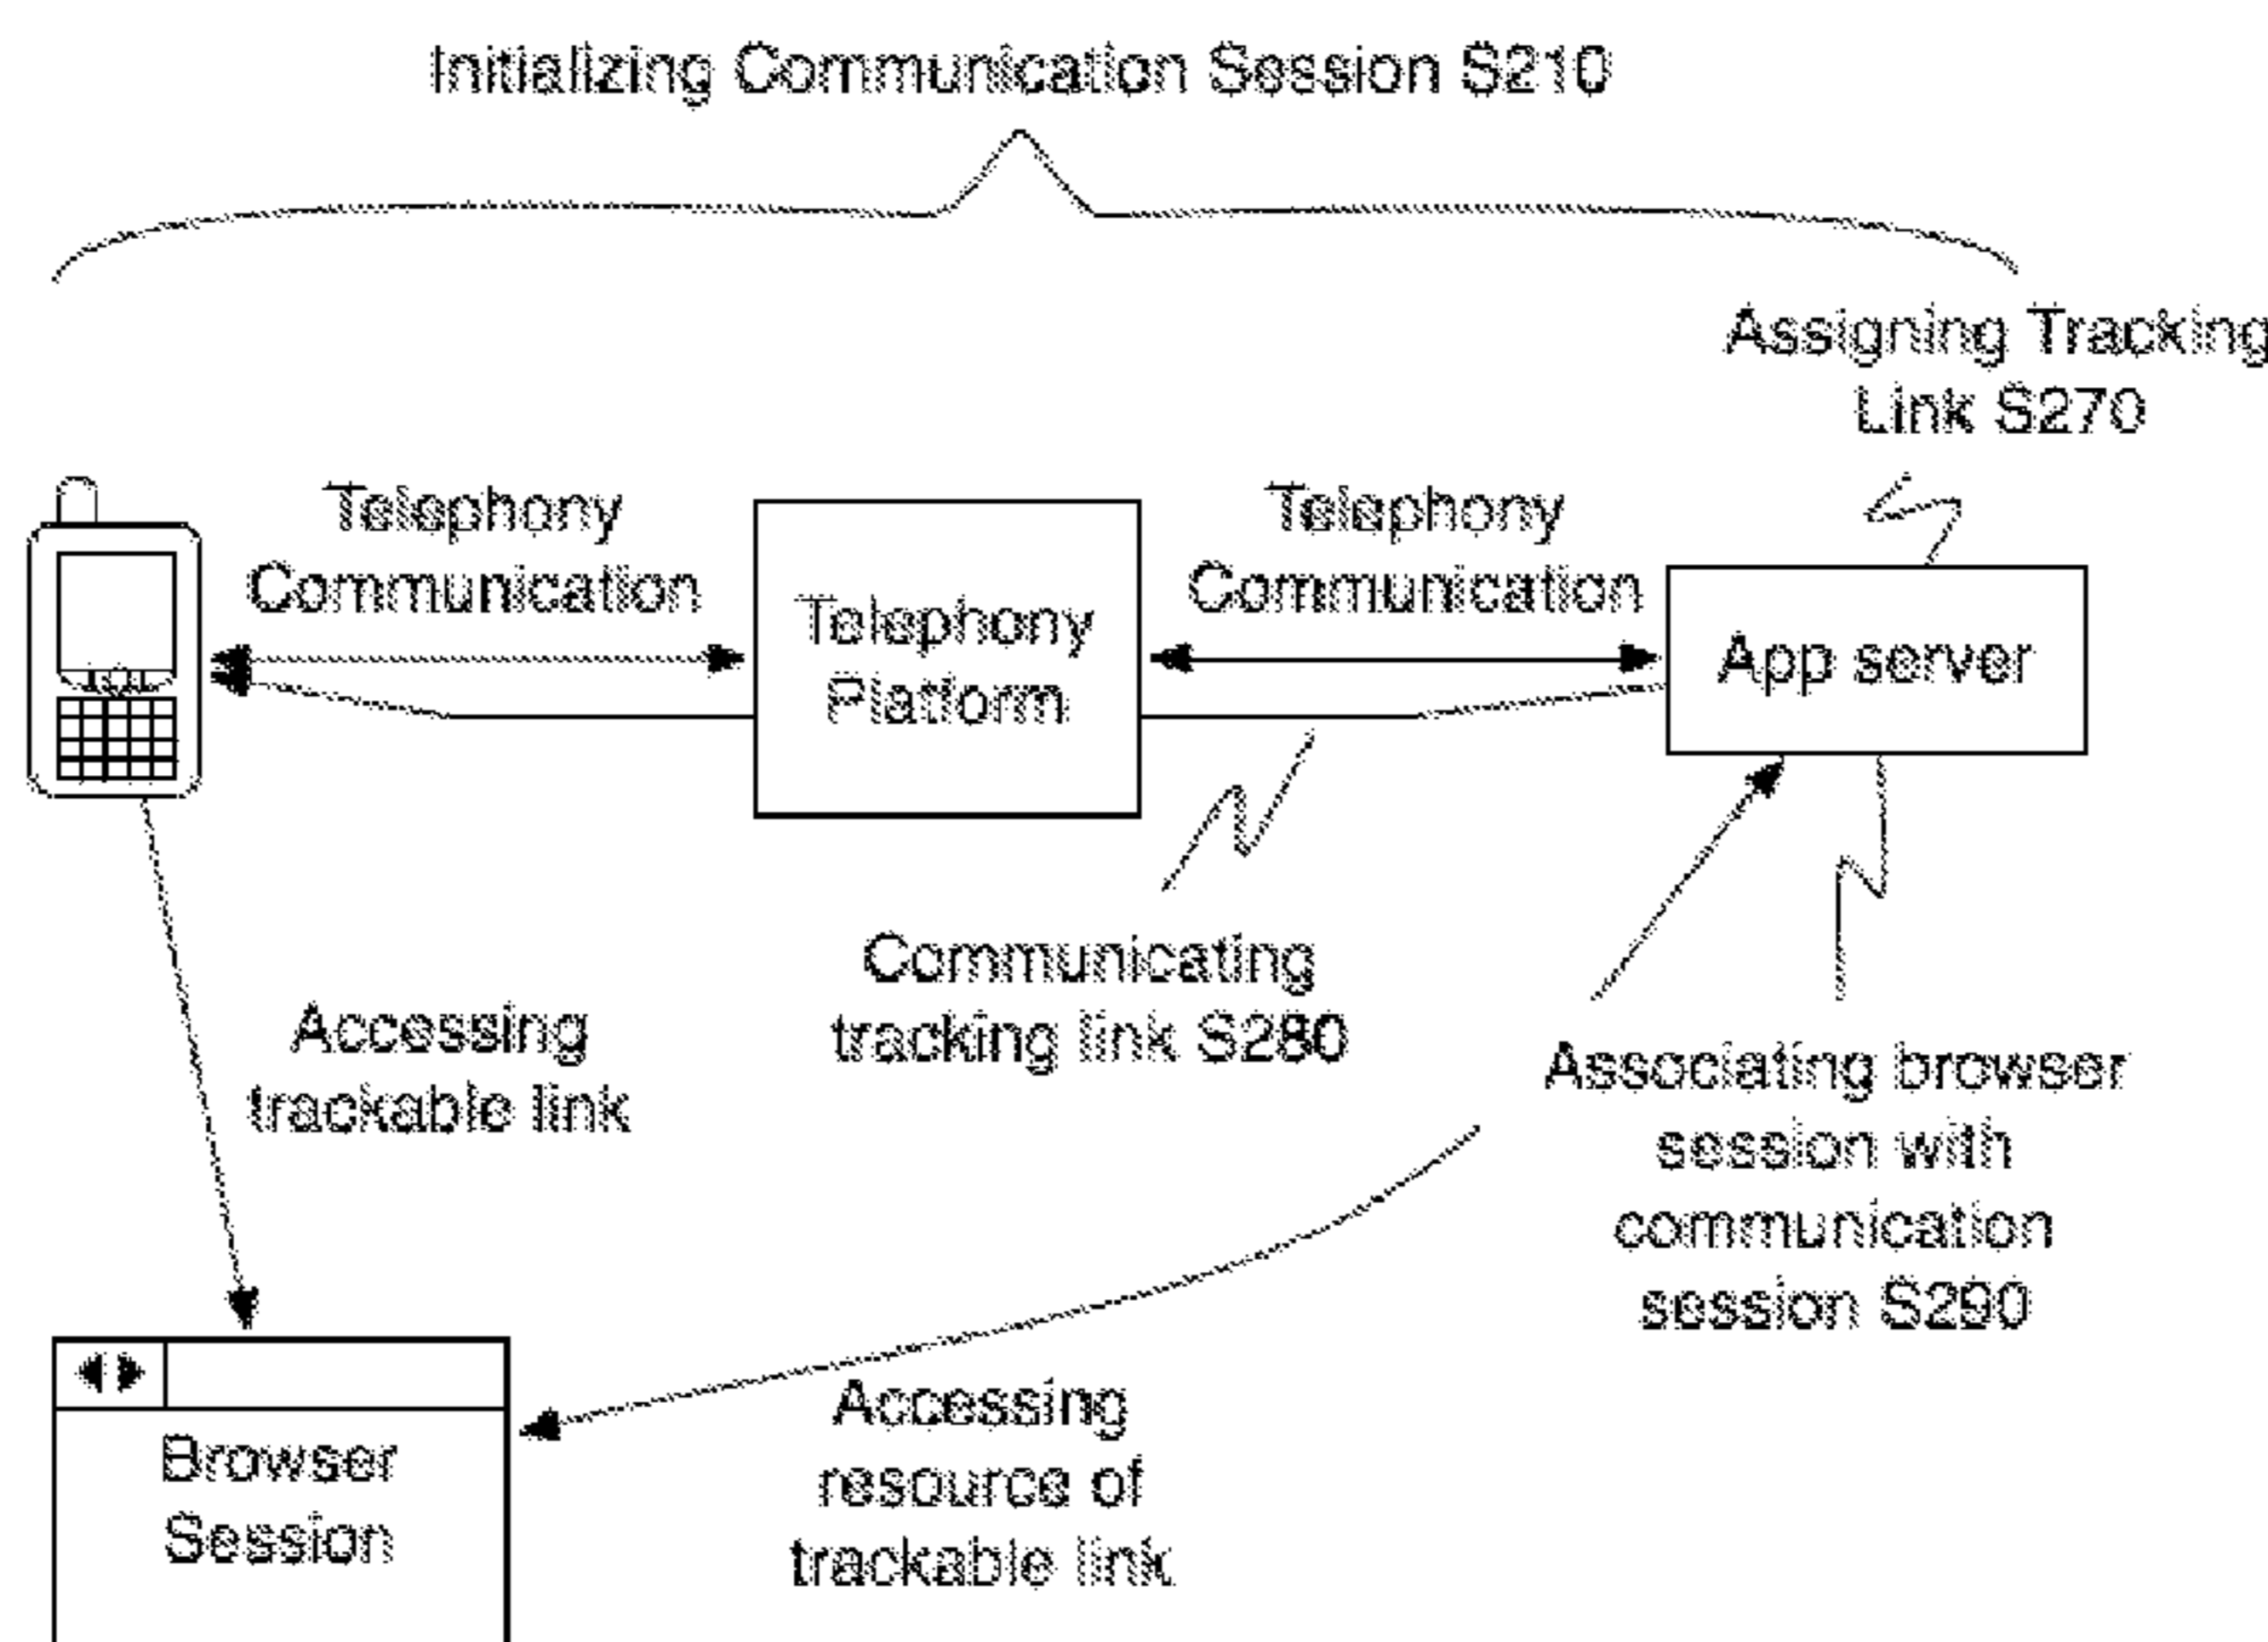 Initializing Communication Session S210
Assigning Tracking
Link S270
Telephony
Communication
Telephony
Platform
Telephony
Communication
App server
Communicating
tracking link S280
Accessing
trackable link
Associating browser
session with
communication
session S290
Browser
Session
Accessing
resource of
trackable link